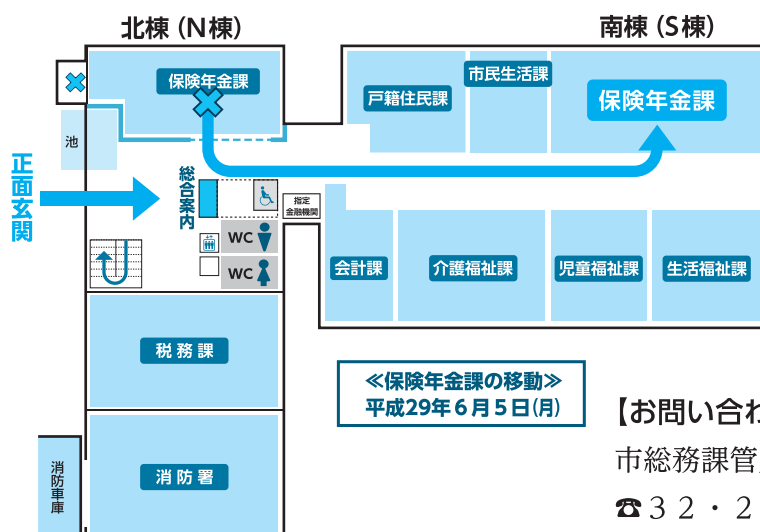 北棟（N棟）
南棟（S棟）
保険年金課
戸籍住民課
市民生活課
保険年金課
池
正面玄関
総合案内
指定
金融機関
WC
WC
会計課
介護福祉課
児童福祉課
生活福祉課
税務課
≪保険年金課の移動≫
平成29年６月５日(月)
消防車庫
消防署
【お問い合わ
市総務課管
☎３２・２